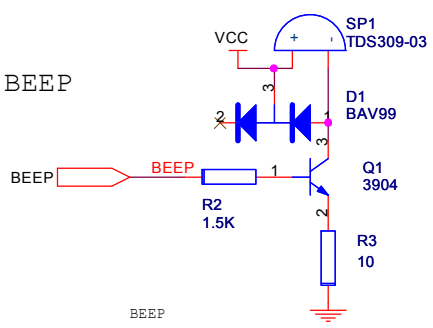 SP1
TDS309-03
VCC
+ -
BEEP
3
D1
BAV99
2
1
3
BEEP
BEEP
1
Q1
3904
R2
1.5K
2
R3
10
BEEP